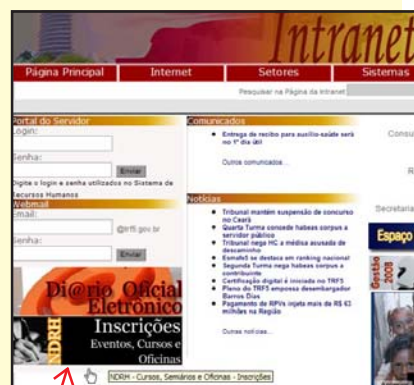 Intranet
Página Principal
Internet
Setores
Sistemas
Pesquisar na Página da Intranet
Portal do Servidor
Login:
Senha:
Enviar
Digite o login e senha utilizados no Sistema de
Recursos Humanos
Webmail
Email:
@trf5.gov.br
Senha:
Enviar
Di@rio Oficial
Eletrônico
NDRH
Inscrições
Eventos, Cursos e
Oficinas
NDRH - Cursos, Semiários e Oficinas - Inscrições
Comunicados
Entrega de recibo para auxílio-saúde será
no 1º dia útil
Outros comunicados...
Notícias
Tribunal mantém suspensão de concurso
no Ceará
Quarta Turma concede habeas corpus a
servidor público
Tribunal nega HC a médica acusada de
descaminho
Esmafe5 se destaca em ranking nacional
Segunda Turma nega habeas corpus a
contribuinte
Certificação digital é iniciada no TRF5
Pleno do TRF5 empossa desembargador
Barros Dias
Pagamento de RPVs injeta mais de R$ 63
milhões na Região
Outras notícias...
Consu
R
Secretaria
Espaço
Gestão
2008